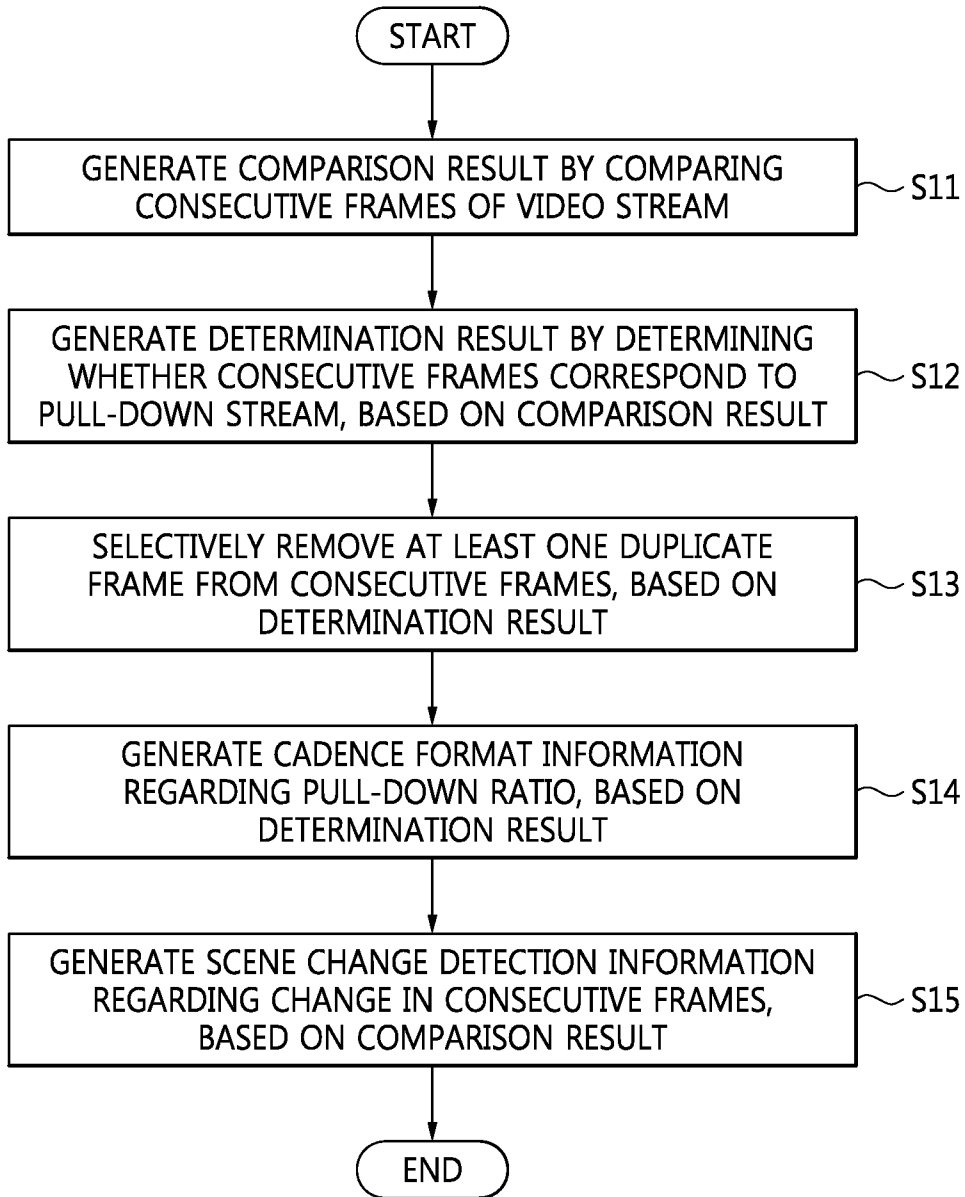 START
GENERATE COMPARISON RESULT BY COMPARING
CONSECUTIVE FRAMES OF VIDEO STREAM
S11
GENERATE DETERMINATION RESULT BY DETERMINING
WHETHER CONSECUTIVE FRAMES CORRESPOND TO
PULL-DOWN STREAM, BASED ON COMPARISON RESULT
S12
SELECTIVELY REMOVE AT LEAST ONE DUPLICATE
FRAME FROM CONSECUTIVE FRAMES, BASED ON
DETERMINATION RESULT
S13
GENERATE CADENCE FORMAT INFORMATION
REGARDING PULL-DOWN RATIO, BASED ON
DETERMINATION RESULT
S14
GENERATE SCENE CHANGE DETECTION INFORMATION
REGARDING CHANGE IN CONSECUTIVE FRAMES,
BASED ON COMPARISON RESULT
S15
END